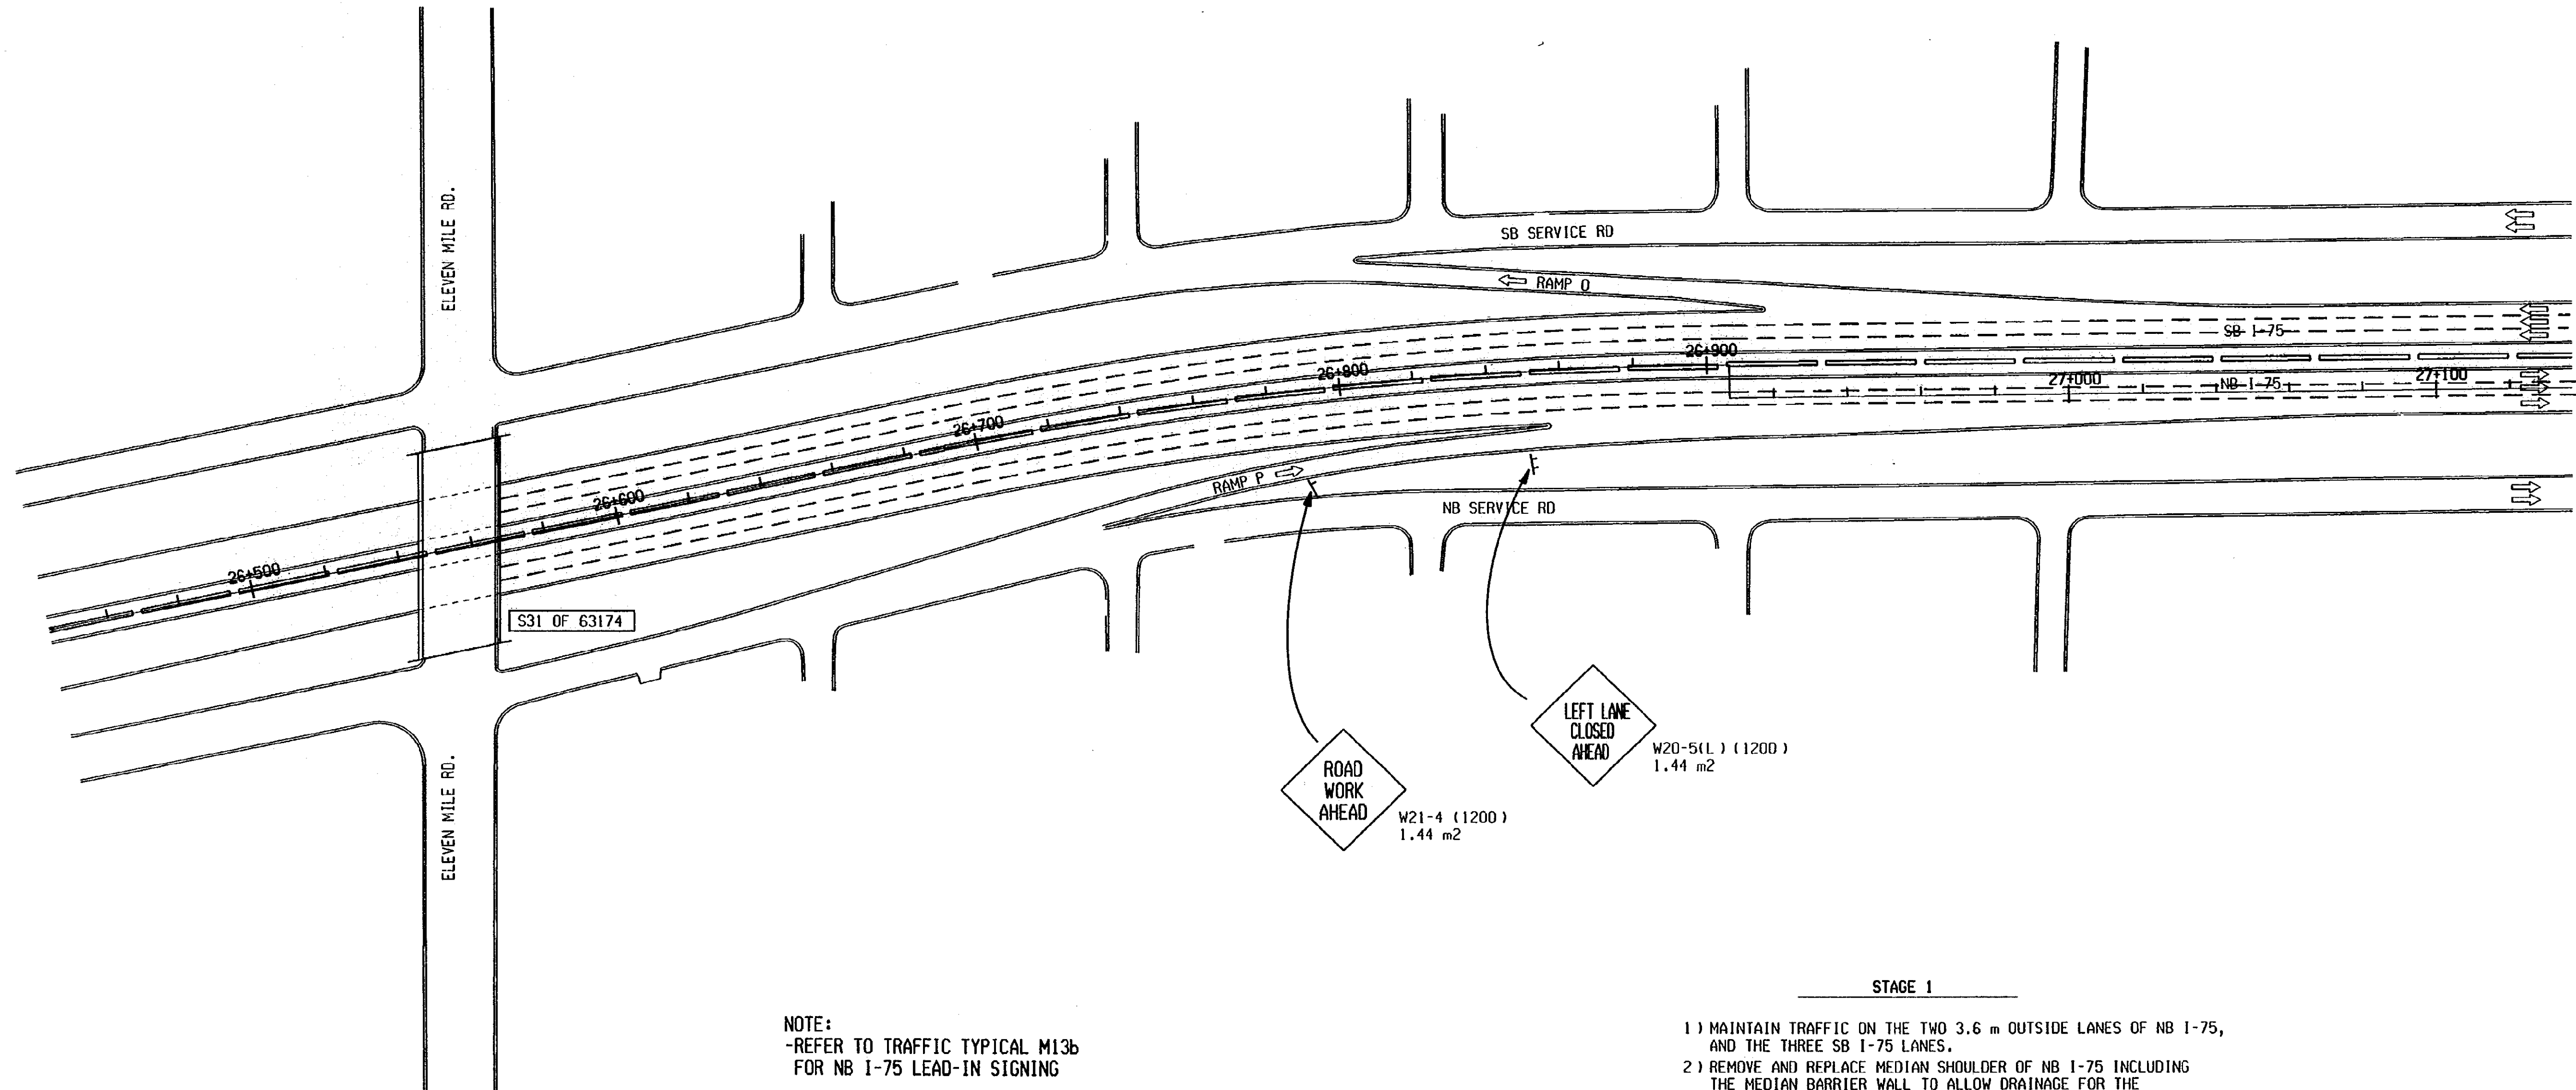 ELEVEN MILE RD.
SB SERVICE RD
RAMP Q
SB I-75
26+900
26+800
27+000
NB I-75
27+100
26+700
26+600
RAMP P
NB SERVICE RD
26+500
S31 OF 63174
LEFT LANE
CLOSED
AHEAD
W20-5(L) (1200)
1.44 m2
ROAD
WORK
AHEAD
W21-4 (1200)
1.44 m2
ELEVEN MILE RD.
STAGE 1
NOTE:
-REFER TO TRAFFIC TYPICAL M13b
FOR NB I-75 LEAD-IN SIGNING
1) MAINTAIN TRAFFIC ON THE TWO 3.6 m OUTSIDE LANES OF NB I-75,
AND THE THREE SB I-75 LANES.
2) REMOVE AND REPLACE MEDIAN SHOULDER OF NB I-75 INCLUDING
THE MEDIAN BARRIER WALL TO ALLOW DRAINAGE FOR THE